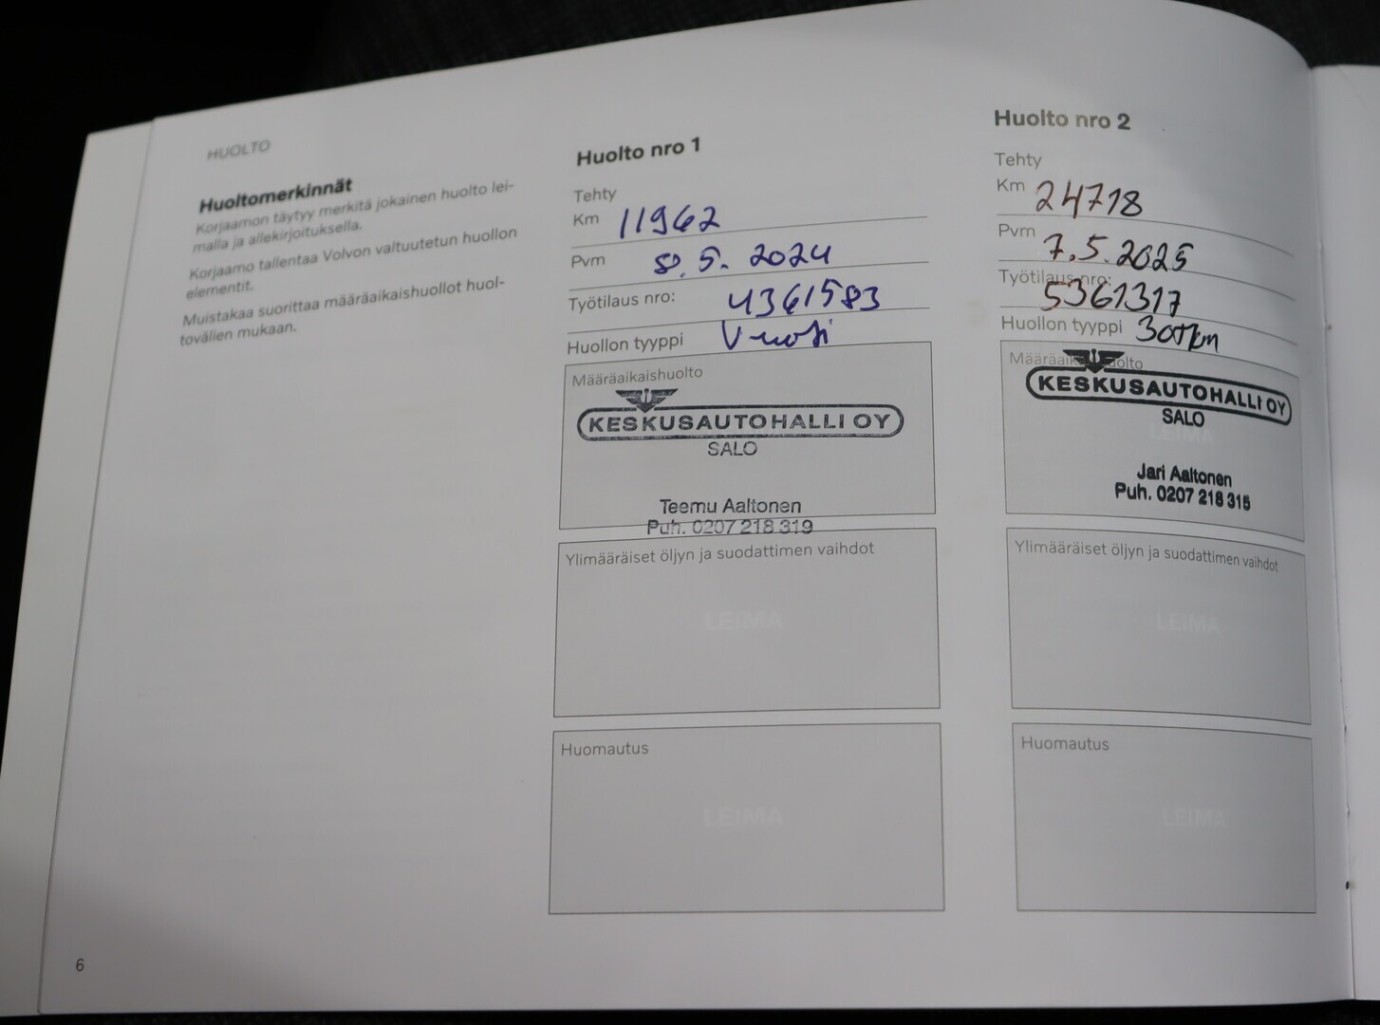 HUOLTO
Huoltomerkinnät
Korjaamon täytyy merkitä jokainen huolto lei-
malla ja allekirjoituksella.
Korjaamo tallentaa Volvon valtuutetun huollon
elementit.
Muistakaa suorittaa määräaikaishuollot huol-
tovälien mukaan.
6
Huolto nro 1
Tehty
Km 11962
Pvm 8.5. 2024
Työtilaus nro: 4361583
Huollon tyyppi Vuosi
Määräaikaishuolto
KESKUSAUTOHALLI OY
SALO
Teemu Aaltonen
Puh. 0207 218 319
Ylimääräiset öljyn ja suodattimen vaihdot
LEIMA
Huomautus
LEIMA
Huolto nro 2
Tehty
Km 24718
Pvm 7.5.2025
Työtilaus nro: 5361317
Huollon tyyppi 30tkm
Määräaikaishuolto
KESKUSAUTOHALLI OY
SALO
LEIMA
Jari Aaltonen
Puh. 0207 218 315
Ylimääräiset öljyn ja suodattimen vaihdot
LEIMA
Huomautus
LEIMA